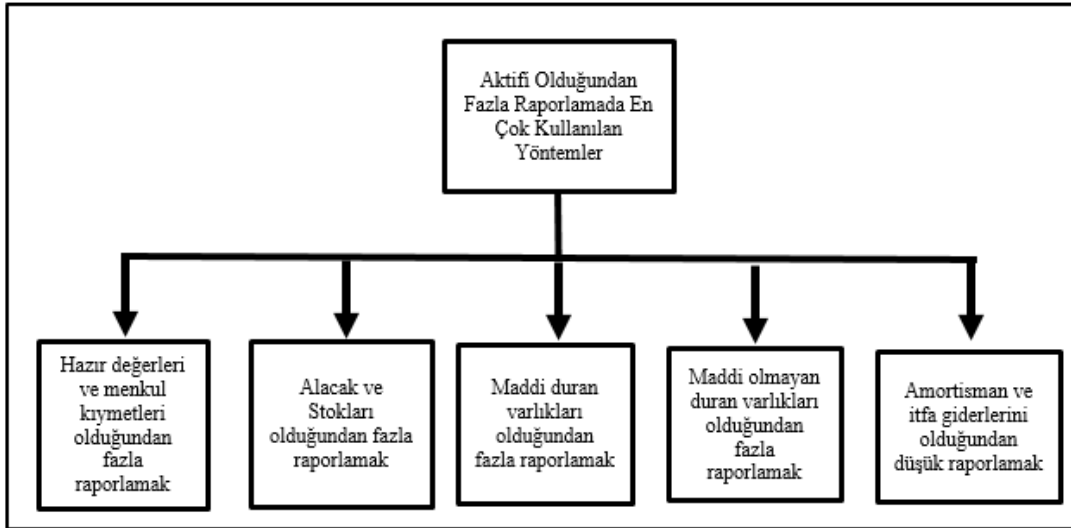 Aktifi Olduğundan
Fazla Raporlamada En
Çok Kullanılan
Yöntemler
Hazır değerleri
ve menkul
kıymetleri
olduğundan
fazla
raporlamak
Alacak ve
Stokları
olduğundan fazla
raporlamak
Maddi duran
varlıkları
olduğundan
fazla raporlamak
Maddi olmayan
duran varlıkları
olduğundan
fazla
raporlamak
Amortisman ve
itfa giderlerini
olduğundan
düşük raporlamak